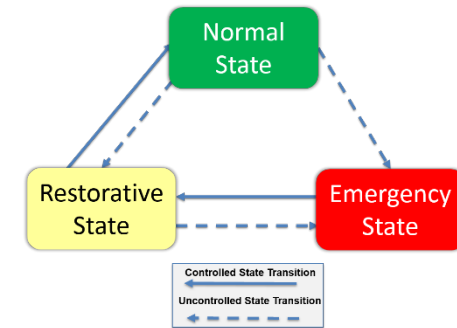 Normal
State
Restorative
State
Emergency
State
Controlled State Transition
Uncontrolled State Transition